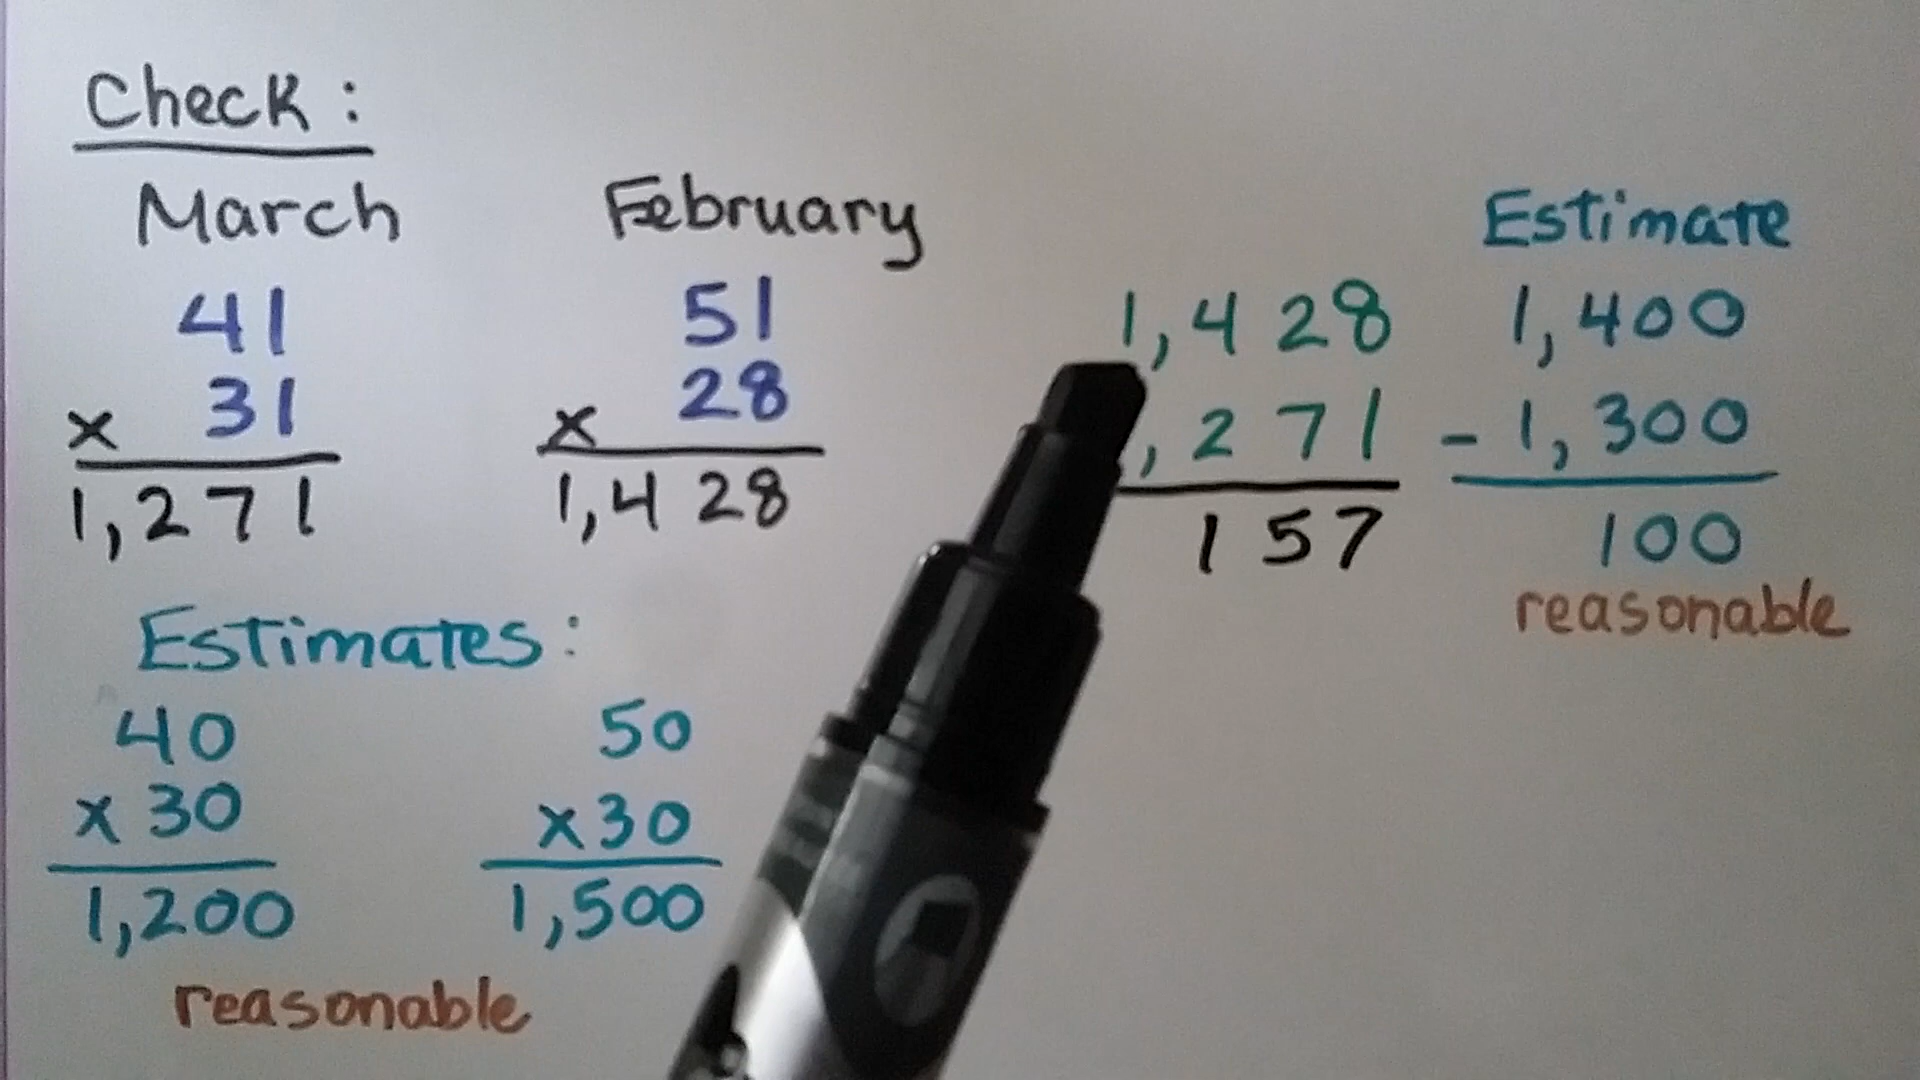 Check:
March
41
x 31
1,271
February
51
x 28
1,428
1,428
,271
157
Estimate
1,400
- 1,300
100
reasonable
Estimates:
40
x 30
1,200
50
x 30
1,500
reasonable